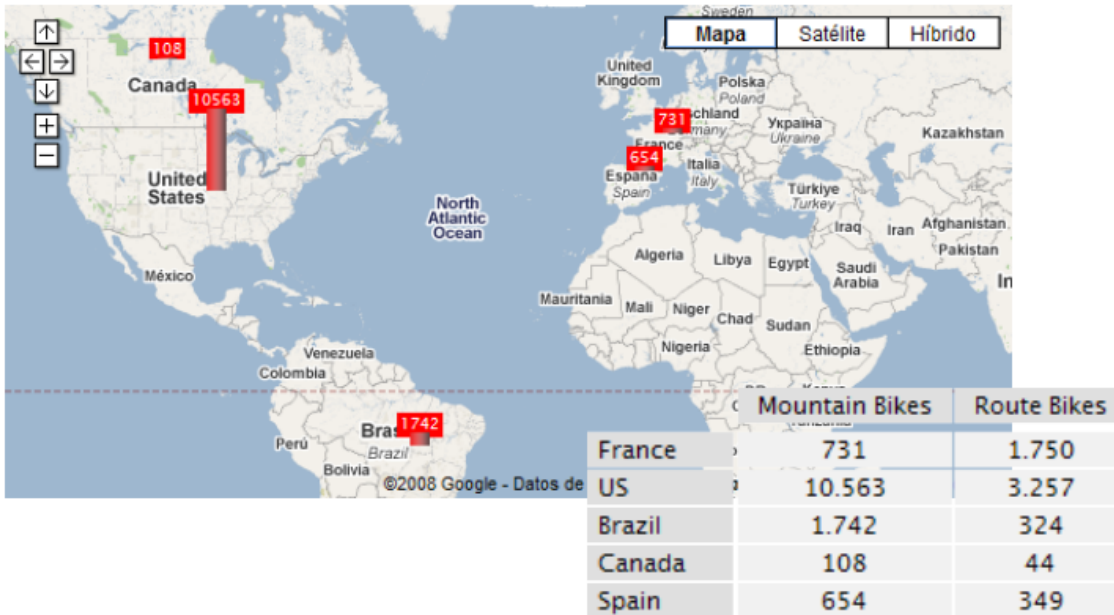 Sweden
Mapa Satélite Híbrido
108
Canada
10563
United
States
North
Atlantic
Ocean
México
Venezuela
Colombia
Perú
Bolivia
1742
Brazil
United
Kingdom
Polska
Poland
731
France
Україна
Ukraine
Kazakhstan
654
España
Spain
Italia
Italy
Türkiye
Turkey
Iraq
Iran
Afghanistan
Pakistan
Algeria
Libya
Egypt
Saudi
Arabia
In
Mauritania
Mali
Niger
Chad
Sudan
Nigeria
Ethiopia
©2008 Google - Datos de
Mountain Bikes Route Bikes
France 731 1.750
US 10.563 3.257
Brazil 1.742 324
Canada 108 44
Spain 654 349